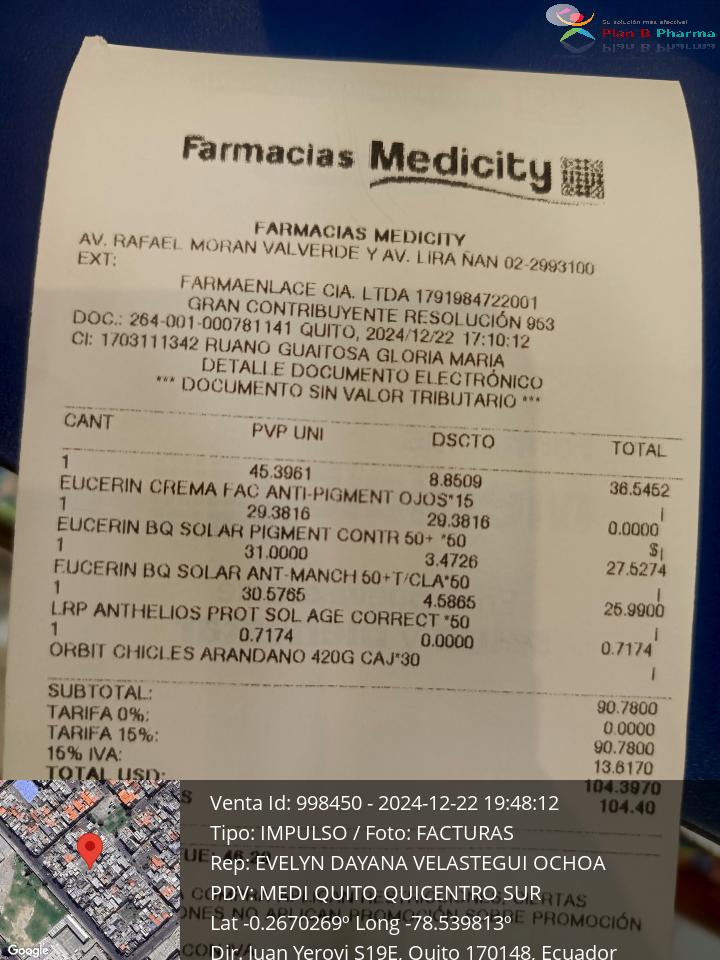 Su solución más efectiva!
Plan B Pharma
Farmacias Medicity
FARMACIAS MEDICITY
AV. RAFAEL MORAN VALVERDE Y AV. LIRA ÑAN 02-2993100
EXT:
FARMAENLACE CIA. LTDA 1791984722001
GRAN CONTRIBUYENTE RESOLUCIÓN 953
DOC.: 264-001-000781141 QUITO, 2024/12/22 17:10:12
CI: 1703111342 RUANO GUAITOSA GLORIA MARIA
DETALLE DOCUMENTO ELECTRÓNICO
*** DOCUMENTO SIN VALOR TRIBUTARIO ***
CANT PVP UNI DSCTO TOTAL
1 45.3961 8.8509 36.5452
EUCERIN CREMA FAC ANTI-PIGMENT OJOS*15 |
1 29.3816 29.3816 0.0000
EUCERIN BQ SOLAR PIGMENT CONTR 50+ *50 $|
1 31.0000 3.4726 27.5274
EUCERIN BQ SOLAR ANT-MANCH 50+T/CLA*50 |
1 30.5765 4.5865 25.9900
LRP ANTHELIOS PROT SOL AGE CORRECT *50 |
1 0.7174 0.0000 0.7174
ORBIT CHICLES ARANDANO 420G CAJ*30 |
SUBTOTAL: 90.7800
TARIFA 0%: 0.0000
TARIFA 15%: 90.7800
15% IVA: 13.6170
TOTAL USD: 104.3970
104.40
Venta Id: 998450 - 2024-12-22 19:48:12
Tipo: IMPULSO / Foto: FACTURAS
Rep: EVELYN DAYANA VELASTEGUI OCHOA
PDV: MEDI QUITO QUICENTRO SUR
Lat -0.2670269º Long -78.539813º
Dir. Juan Yerovi S19E, Quito 170148, Ecuador
Google